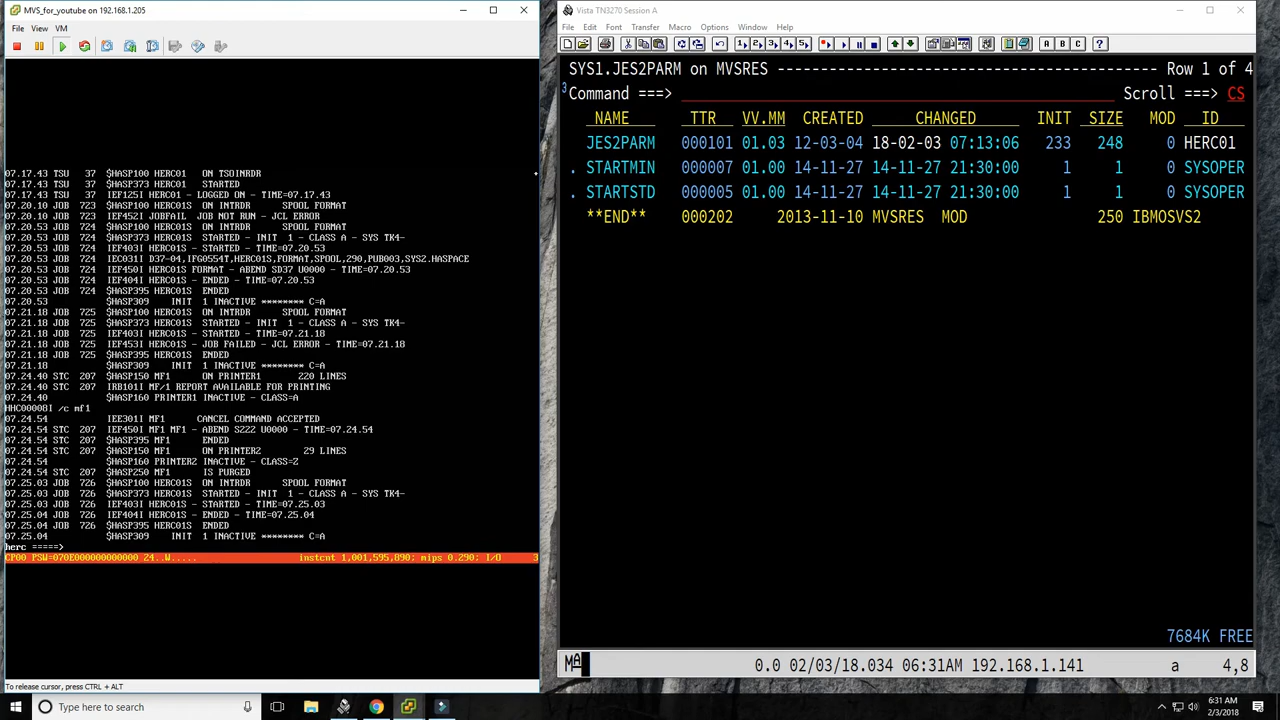 MVS_for_youtube on 192.168.1.205
File View VM
07.17.43 TSU 37 $HASP100 HERC01 ON TSOINRDR
07.17.43 TSU 37 $HASP373 HERC01 STARTED
07.17.43 TSU 37 IEF125I HERC01 - LOGGED ON - TIME=07.17.43
07.20.10 JOB 723 $HASP100 HERC01S ON INTRDR SPOOL FORMAT
07.20.10 JOB 723 IEF452I JOBFAIL JOB NOT RUN - JCL ERROR
07.20.53 JOB 724 $HASP100 HERC01S ON INTRDR SPOOL FORMAT
07.20.53 JOB 724 $HASP373 HERC01S STARTED - INIT 1 - CLASS A - SYS TK4-
07.20.53 JOB 724 IEF403I HERC01S - STARTED - TIME=07.20.53
07.20.53 JOB 724 IEC031I D37-04,IFG0554T,HERC01S,FORMAT,SPOOL,290,PUB003,SYS2.HASPACE
07.20.53 JOB 724 IEF450I HERC01S FORMAT - ABEND SD37 U0000 - TIME=07.20.53
07.20.53 JOB 724 IEF404I HERC01S - ENDED - TIME=07.20.53
07.20.53 JOB 724 $HASP395 HERC01S ENDED
07.20.53 $HASP309 INIT 1 INACTIVE ******** C=A
07.21.18 JOB 725 $HASP100 HERC01S ON INTRDR SPOOL FORMAT
07.21.18 JOB 725 $HASP373 HERC01S STARTED - INIT 1 - CLASS A - SYS TK4-
07.21.18 JOB 725 IEF403I HERC01S - STARTED - TIME=07.21.18
07.21.18 JOB 725 IEF453I HERC01S - JOB FAILED - JCL ERROR - TIME=07.21.18
07.21.18 JOB 725 $HASP395 HERC01S ENDED
07.21.18 $HASP309 INIT 1 INACTIVE ******** C=A
07.24.40 STC 207 $HASP150 MF1 ON PRINTER1 220 LINES
07.24.40 STC 207 IRB101I MF/1 REPORT AVAILABLE FOR PRINTING
07.24.40 $HASP160 PRINTER1 INACTIVE - CLASS=A
HHC00008I /c mf1
07.24.54 IEE301I MF1 CANCEL COMMAND ACCEPTED
07.24.54 STC 207 IEF450I MF1 MF1 - ABEND S222 U0000 - TIME=07.24.54
07.24.54 STC 207 $HASP395 MF1 ENDED
07.24.54 STC 207 $HASP150 MF1 ON PRINTER2 29 LINES
07.24.54 $HASP160 PRINTER2 INACTIVE - CLASS=Z
07.24.54 STC 207 $HASP250 MF1 IS PURGED
07.25.03 JOB 726 $HASP100 HERC01S ON INTRDR SPOOL FORMAT
07.25.03 JOB 726 $HASP373 HERC01S STARTED - INIT 1 - CLASS A - SYS TK4-
07.25.03 JOB 726 IEF403I HERC01S - STARTED - TIME=07.25.03
07.25.04 JOB 726 IEF404I HERC01S - ENDED - TIME=07.25.04
07.25.04 JOB 726 $HASP395 HERC01S ENDED
07.25.04 $HASP309 INIT 1 INACTIVE ******** C=A
herc =====>
CP00 PSW=070E000000000000 24..W..... instcnt 1,001,595,890; mips 0.290; I/O 3
To release cursor, press CTRL + ALT
Vista TN3270 Session A
File Edit Font Transfer Macro Options Window Help
A B C
SYS1.JES2PARM on MVSRES ------------------------------------------ Row 1 of 4
3 Command ===> Scroll ===> CS
NAME TTR VV.MM CREATED CHANGED INIT SIZE MOD ID
JES2PARM 000101 01.03 12-03-04 18-02-03 07:13:06 233 248 0 HERC01
. STARTMIN 000007 01.00 14-11-27 14-11-27 21:30:00 1 1 0 SYSOPER
. STARTSTD 000005 01.00 14-11-27 14-11-27 21:30:00 1 1 0 SYSOPER
**END** 000202 2013-11-10 MVSRES MOD 250 IBMOSVS2
7684K FREE
MA 0.0 02/03/18.034 06:31AM 192.168.1.141 a 4,8
Type here to search
6:31 AM
2/3/2018